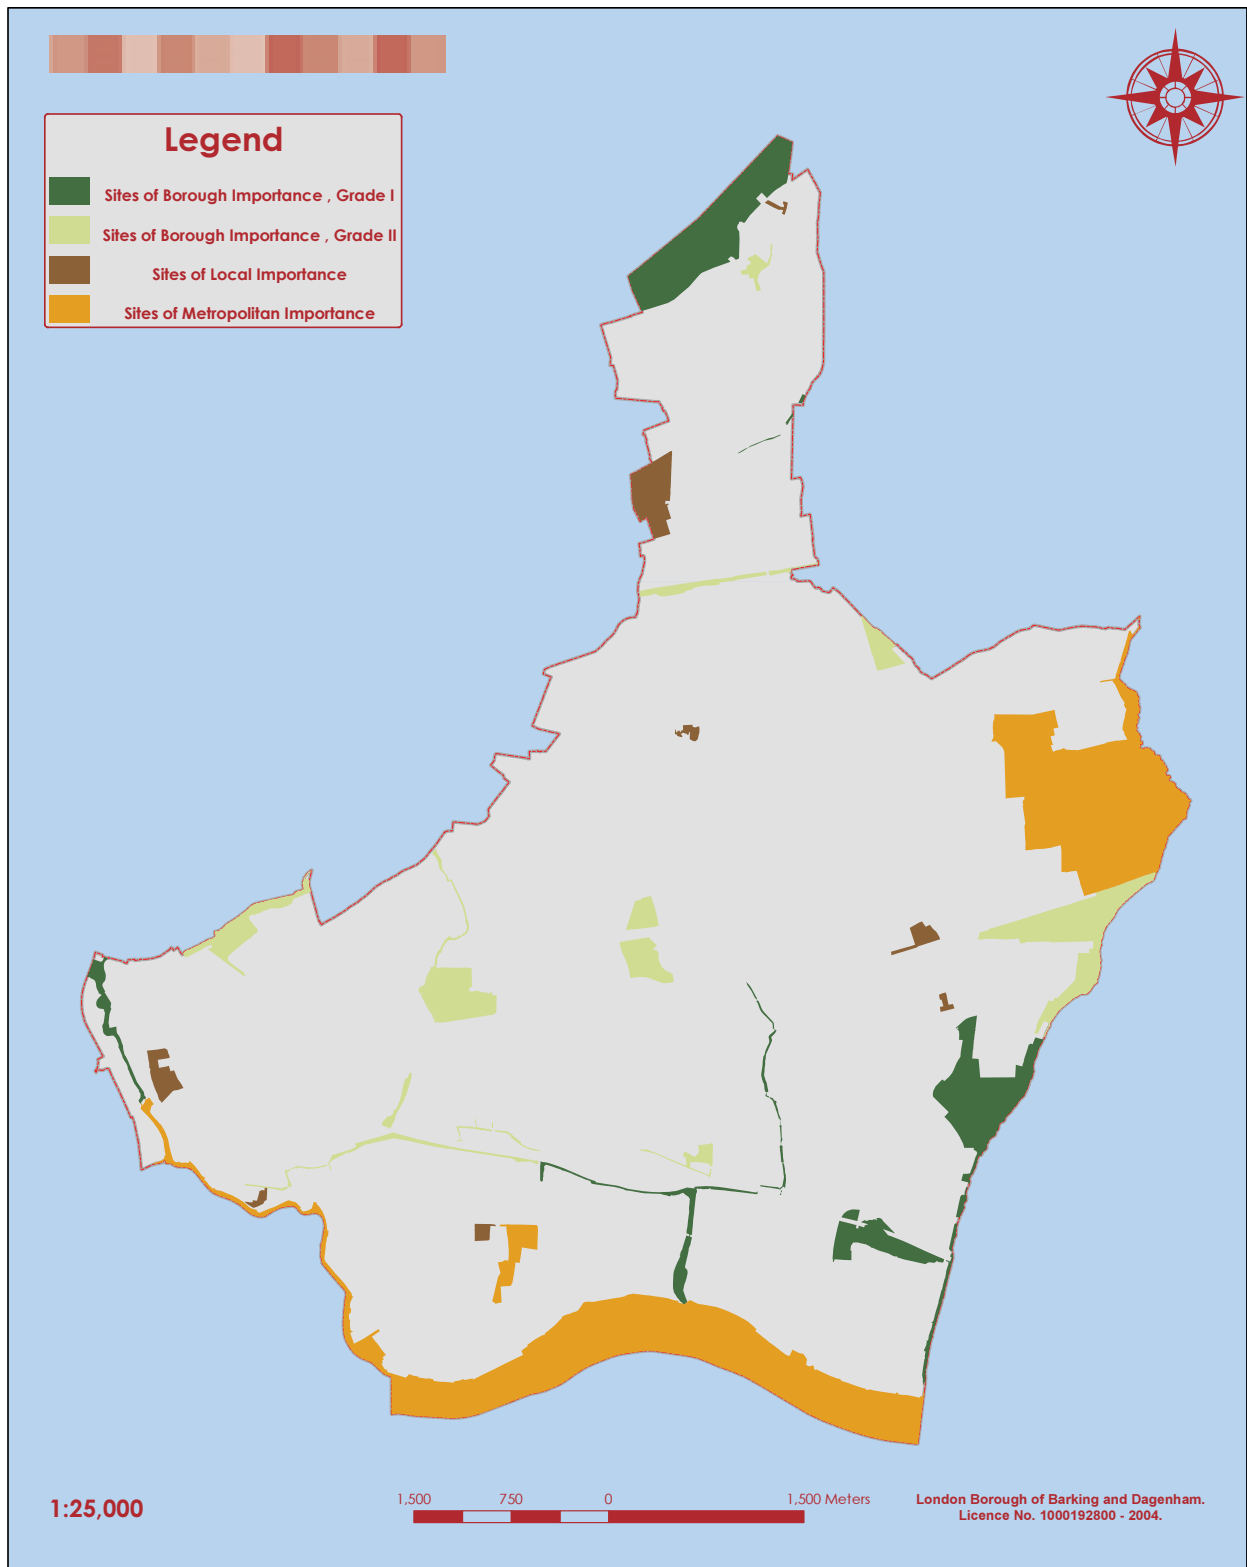 Legend
Sites of Borough Importance , Grade I
Sites of Borough Importance , Grade II
Sites of Local Importance
Sites of Metropolitan Importance
1:25,000
1,500 750 0 1,500 Meters
London Borough of Barking and Dagenham.
Licence No. 1000192800 - 2004.